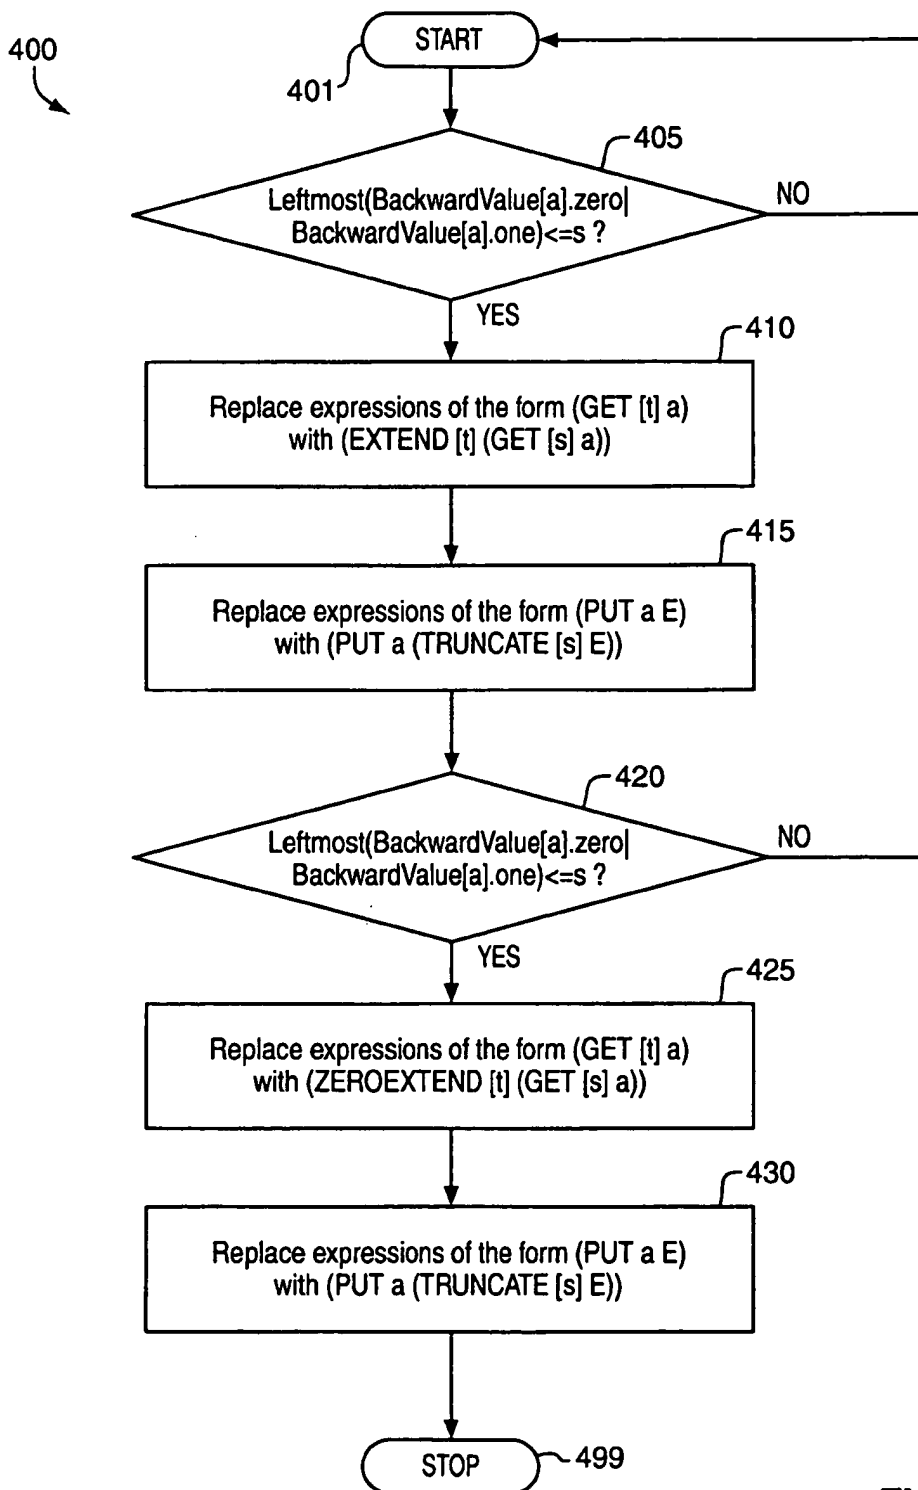 400
START
401
405
Leftmost(BackwardValue[a].zero|
BackwardValue[a].one)<=s ?
NO
YES
410
Replace expressions of the form (GET [t] a)
with (EXTEND [t] (GET [s] a))
415
Replace expressions of the form (PUT a E)
with (PUT a (TRUNCATE [s] E))
420
Leftmost(BackwardValue[a].zero|
BackwardValue[a].one)<=s ?
NO
YES
425
Replace expressions of the form (GET [t] a)
with (ZEROEXTEND [t] (GET [s] a))
430
Replace expressions of the form (PUT a E)
with (PUT a (TRUNCATE [s] E))
STOP
499